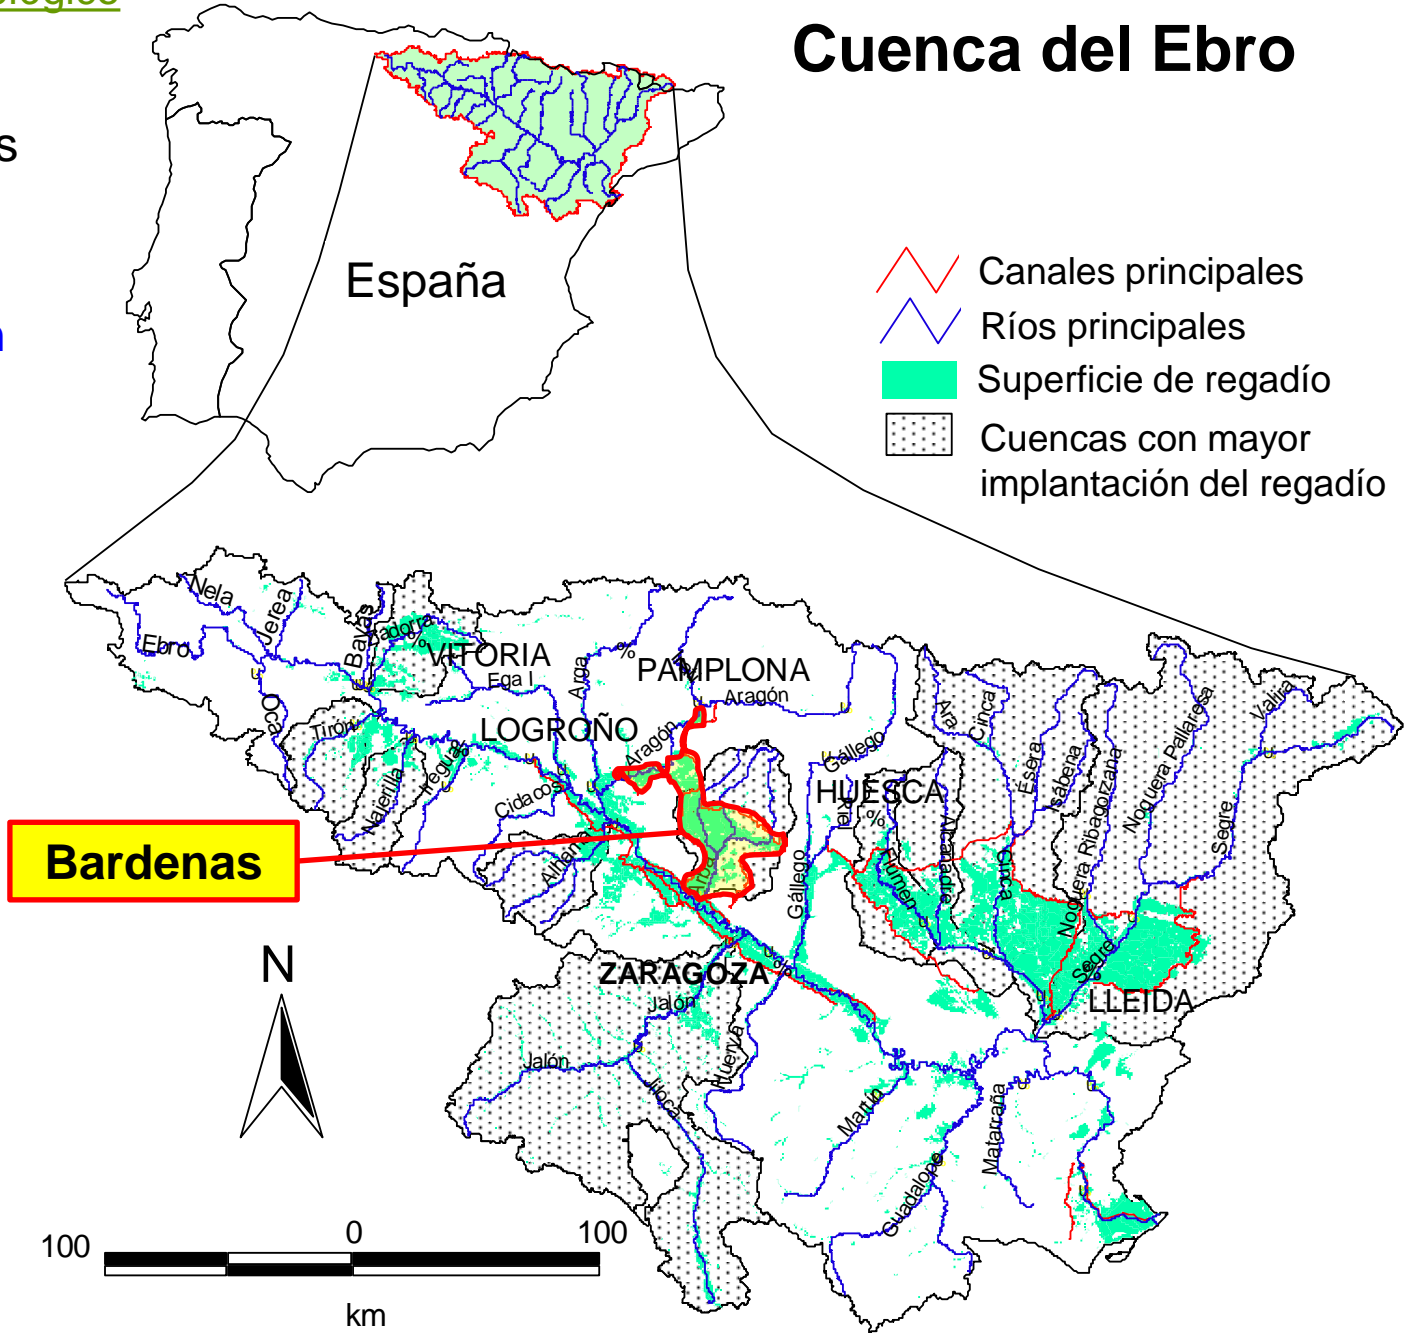 Cuenca del Ebro
España
Canales principales
Ríos principales
Superficie de regadío
Cuencas con mayor
implantación del regadío
Nela
Jerea
Bayas
Zadorra
Ebro
VITORIA
Ega I
Arga
PAMPLONA
Aragón
Oca
Tirón
LOGROÑO
Aragón
Najerilla
Iregua
Cidacos
Alhama
Gállego
HUESCA
Riel
Ara
Cinca
Ésera
Isábena
Noguera Ribagorzana
Noguera Pallaresa
Valira
Segre
Bardenas
Arba
Gállego
Flumen
Alcanadre
Cinca
Segre
LLEIDA
N
ZARAGOZA
Jalón
Jalón
Jiloca
Huerva
Martín
Guadalope
Matarraña
100
0
100
km